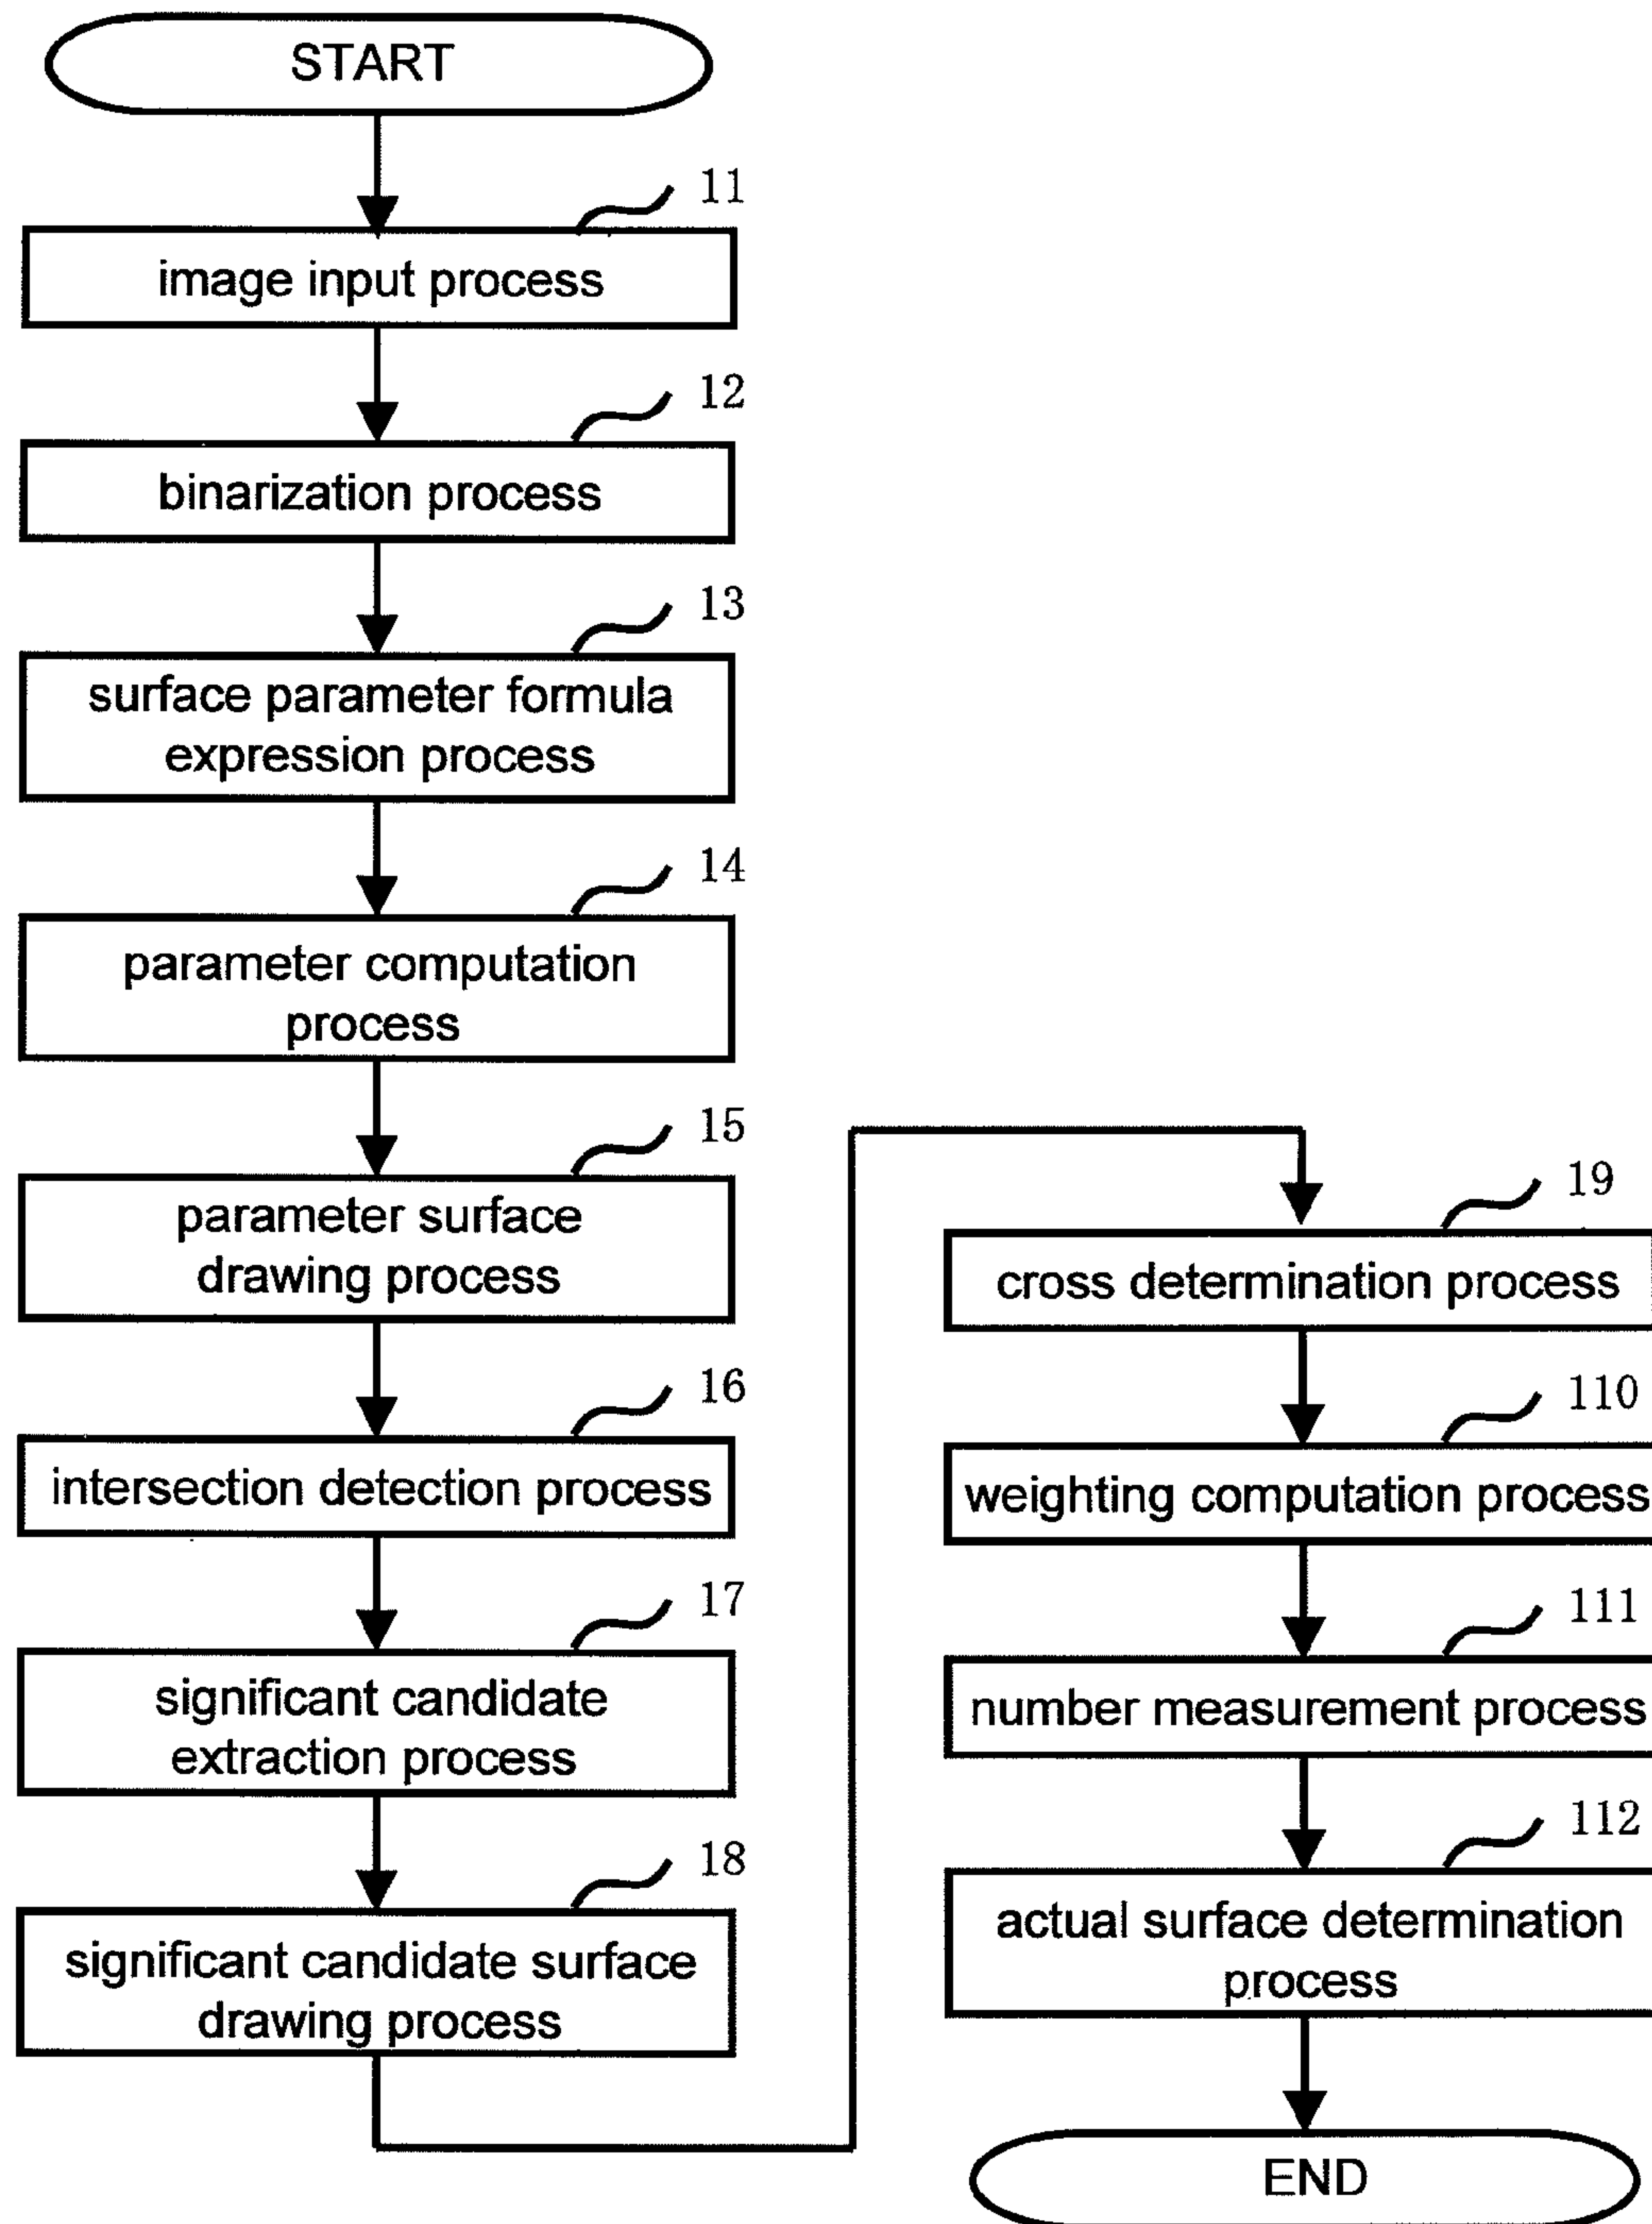 START
11
image input process
12
binarization process
13
surface parameter formula
expression process
14
parameter computation
process
15
parameter surface
drawing process
16
intersection detection process
17
significant candidate
extraction process
18
significant candidate surface
drawing process
19
cross determination process
110
weighting computation process
111
number measurement process
112
actual surface determination
process
END